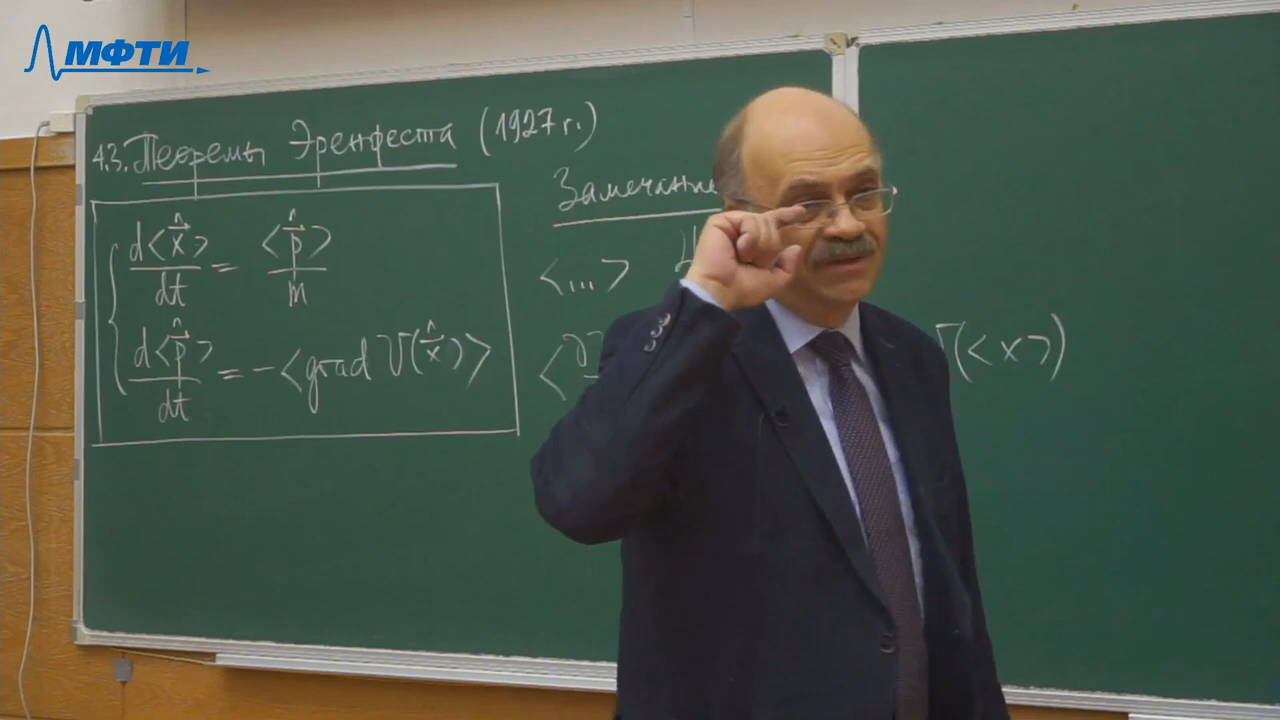 МФТИ
4.3. Теоремы Эренфеста (1927 г.)
d<x̂⃗>/dt = <p̂⃗>/m
d<p̂⃗>/dt = -<grad V(x̂⃗)>
Замечание
<...>
(<x>)